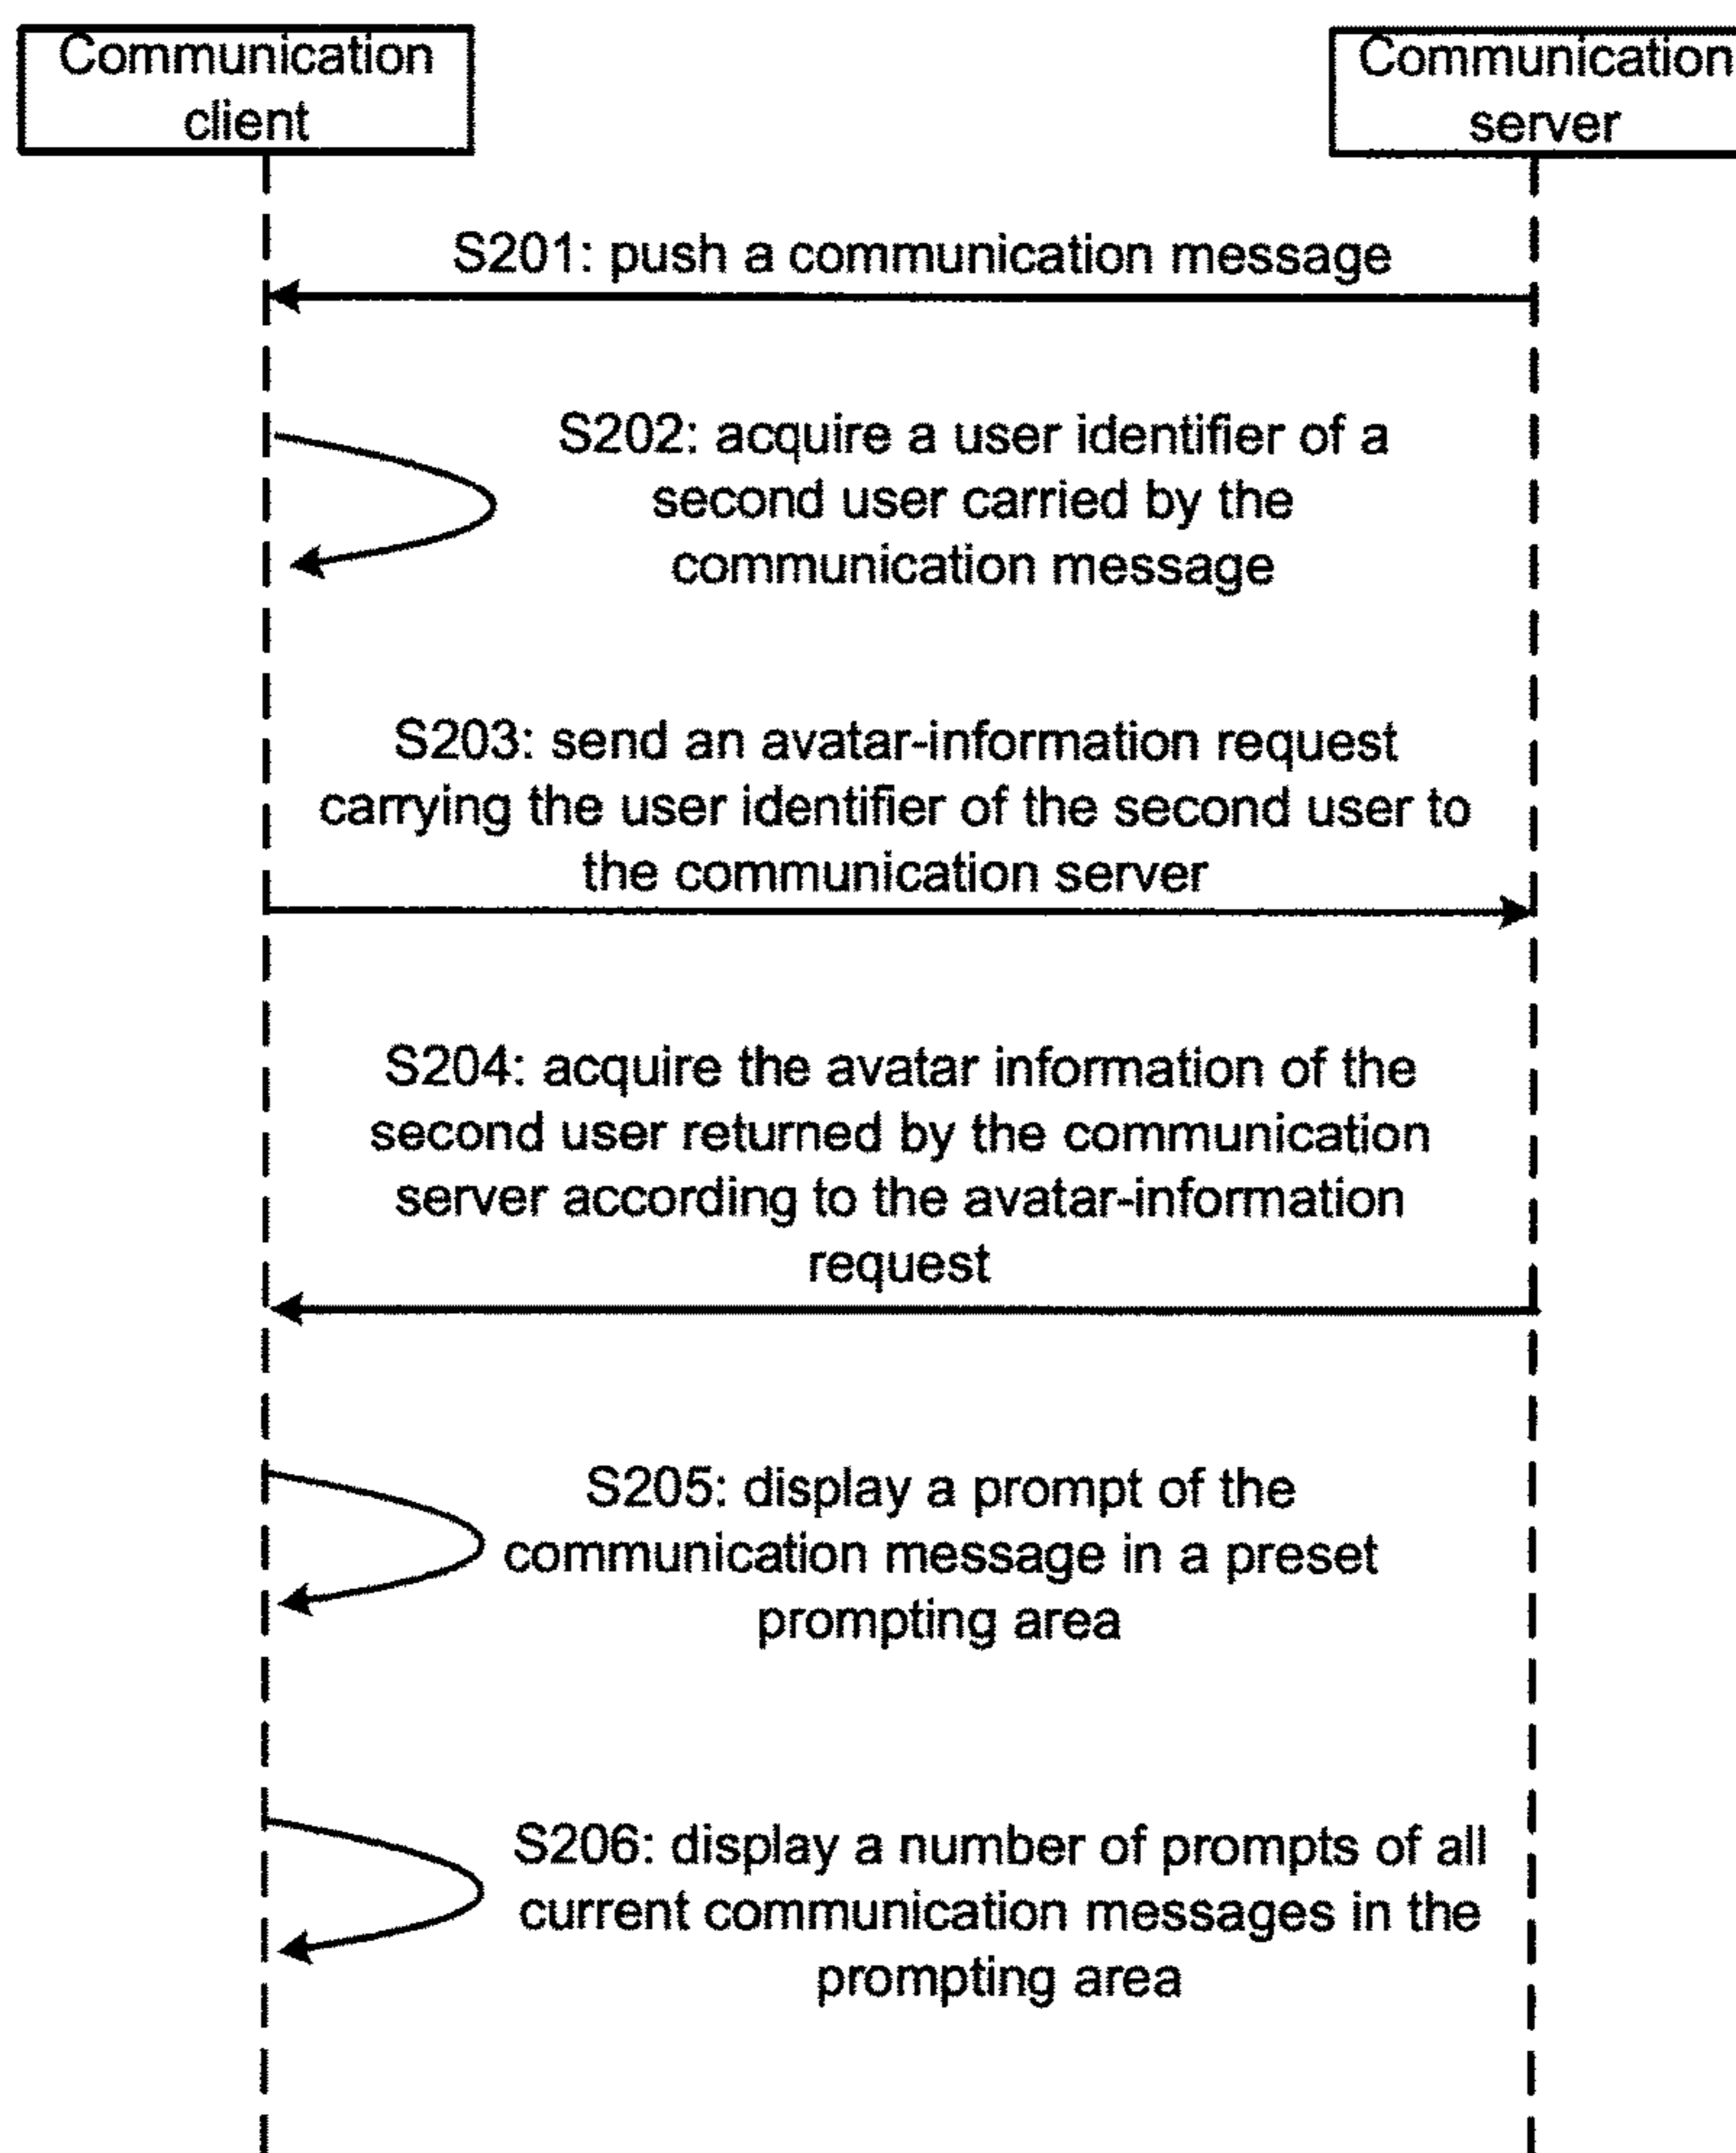 Communication
client
Communication
server
S201: push a communication message
S202: acquire a user identifier of a
second user carried by the
communication message
S203: send an avatar-information request
carrying the user identifier of the second user to
the communication server
S204: acquire the avatar information of the
second user returned by the communication
server according to the avatar-information
request
S205: display a prompt of the
communication message in a preset
prompting area
S206: display a number of prompts of all
current communication messages in the
prompting area